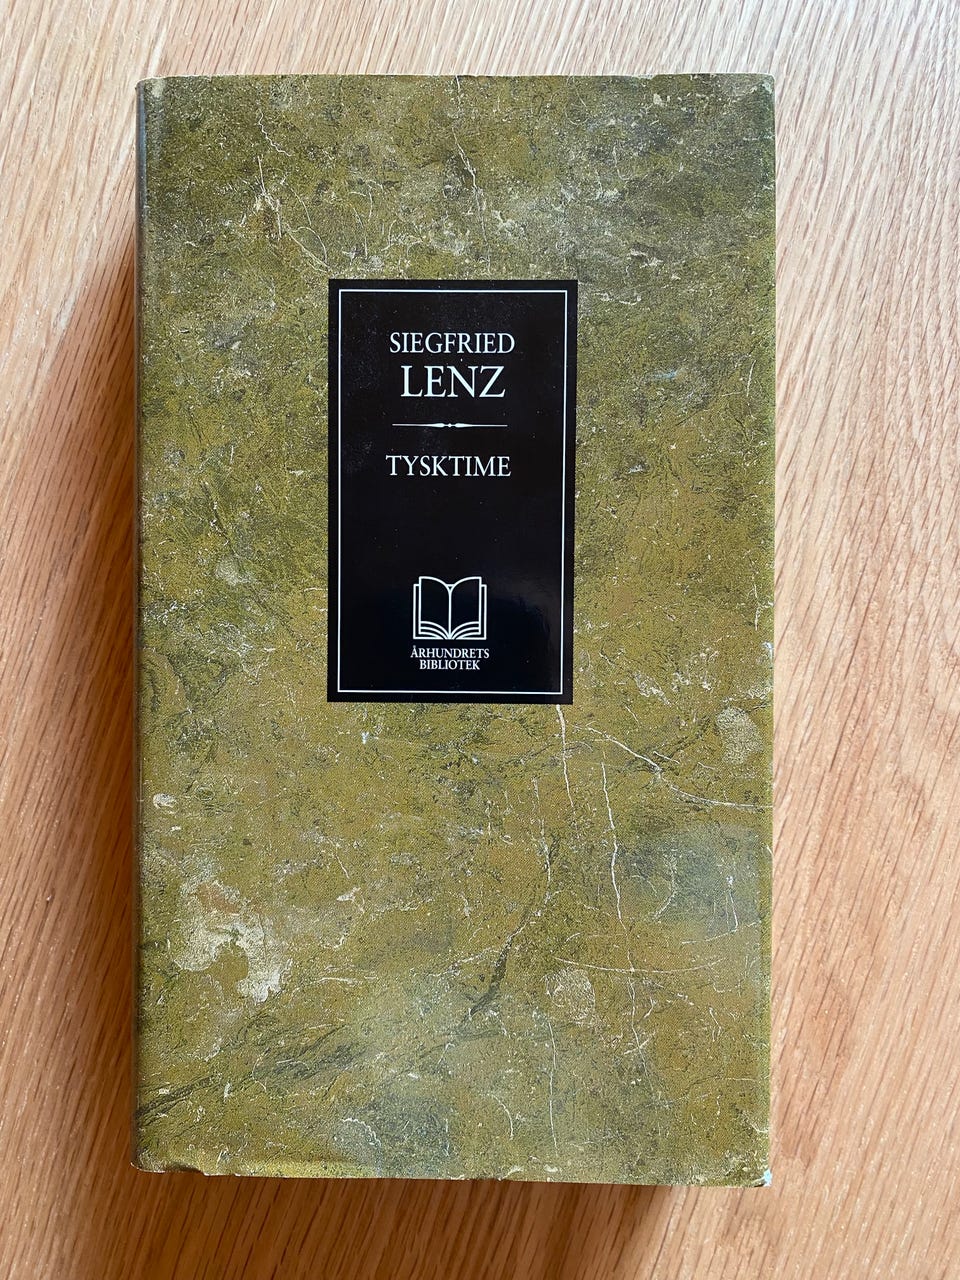 SIEGFRIED
LENZ
TYSKTIME
ÅRHUNDRETS
BIBLIOTEK